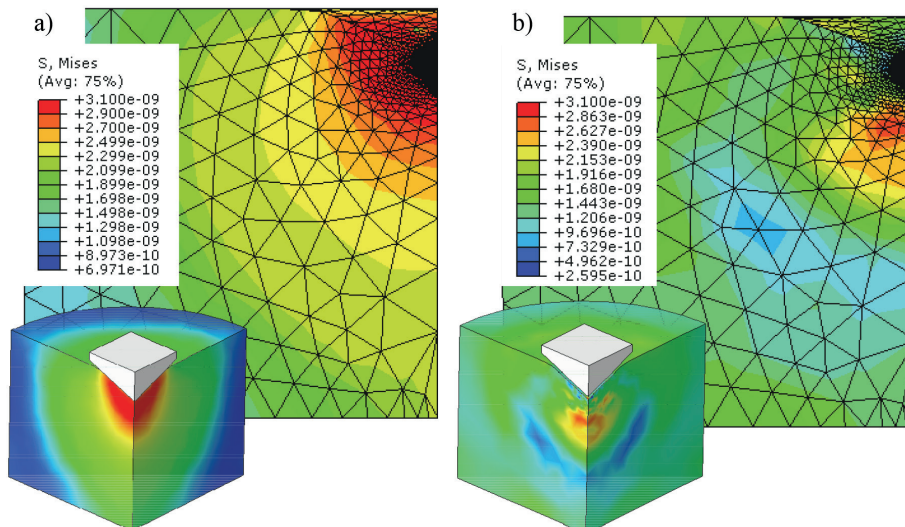 a)
S, Mises
(Avg: 75%)
+3.100e-09
+2.900e-09
+2.700e-09
+2.499e-09
+2.299e-09
+2.099e-09
+1.899e-09
+1.698e-09
+1.498e-09
+1.298e-09
+1.098e-09
+8.973e-10
+6.971e-10
b)
S, Mises
(Avg: 75%)
+3.100e-09
+2.863e-09
+2.627e-09
+2.390e-09
+2.153e-09
+1.916e-09
+1.680e-09
+1.443e-09
+1.206e-09
+9.696e-10
+7.329e-10
+4.962e-10
+2.595e-10